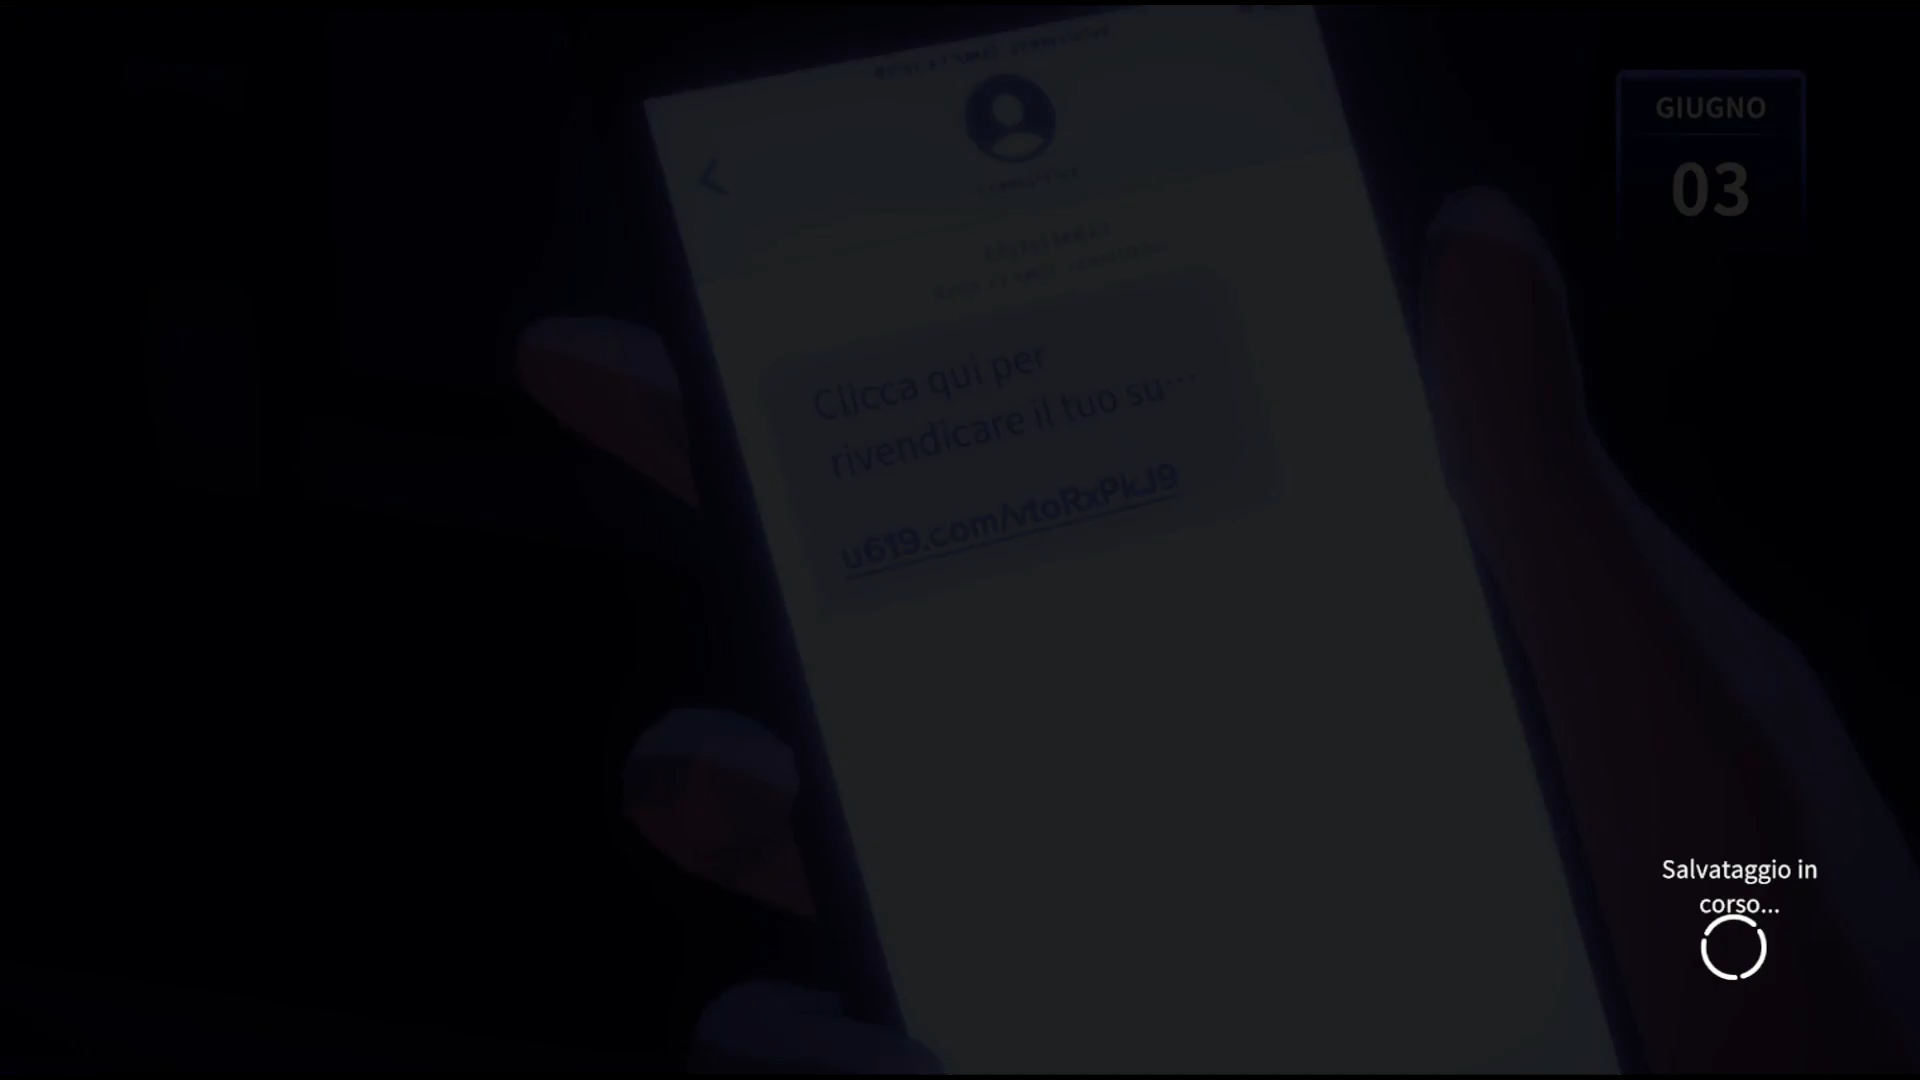 GIUGNO
03
Clicca qui per
rivendicare il tuo su…
u619.com/vtoRxPkJ9
Salvataggio in
corso...